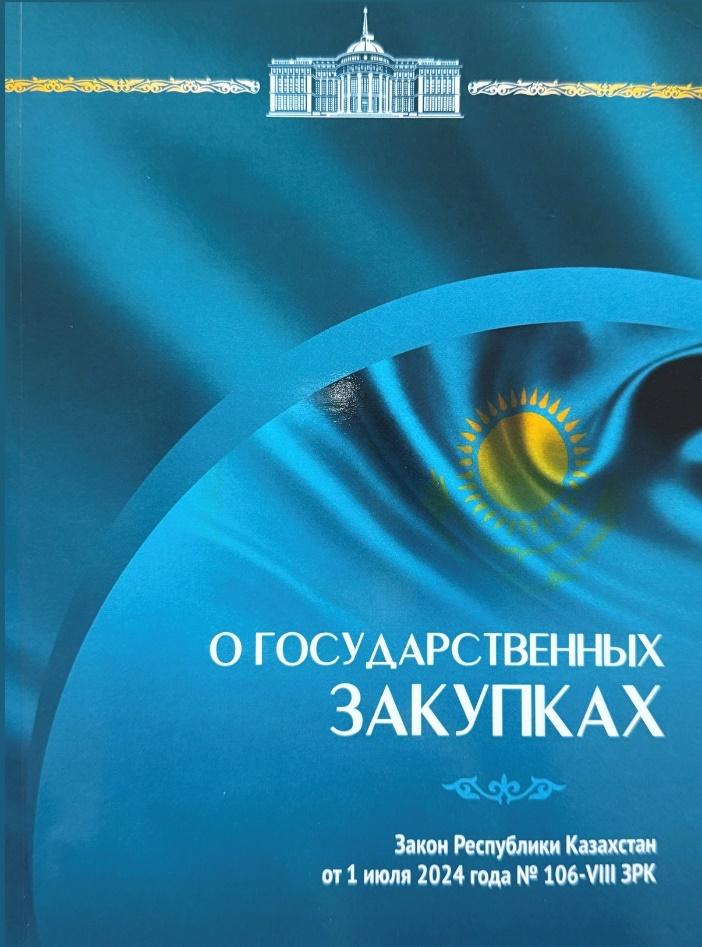 О ГОСУДАРСТВЕННЫХ
ЗАКУПКАХ
Закон Республики Казахстан
от 1 июля 2024 года № 106-VIII ЗРК